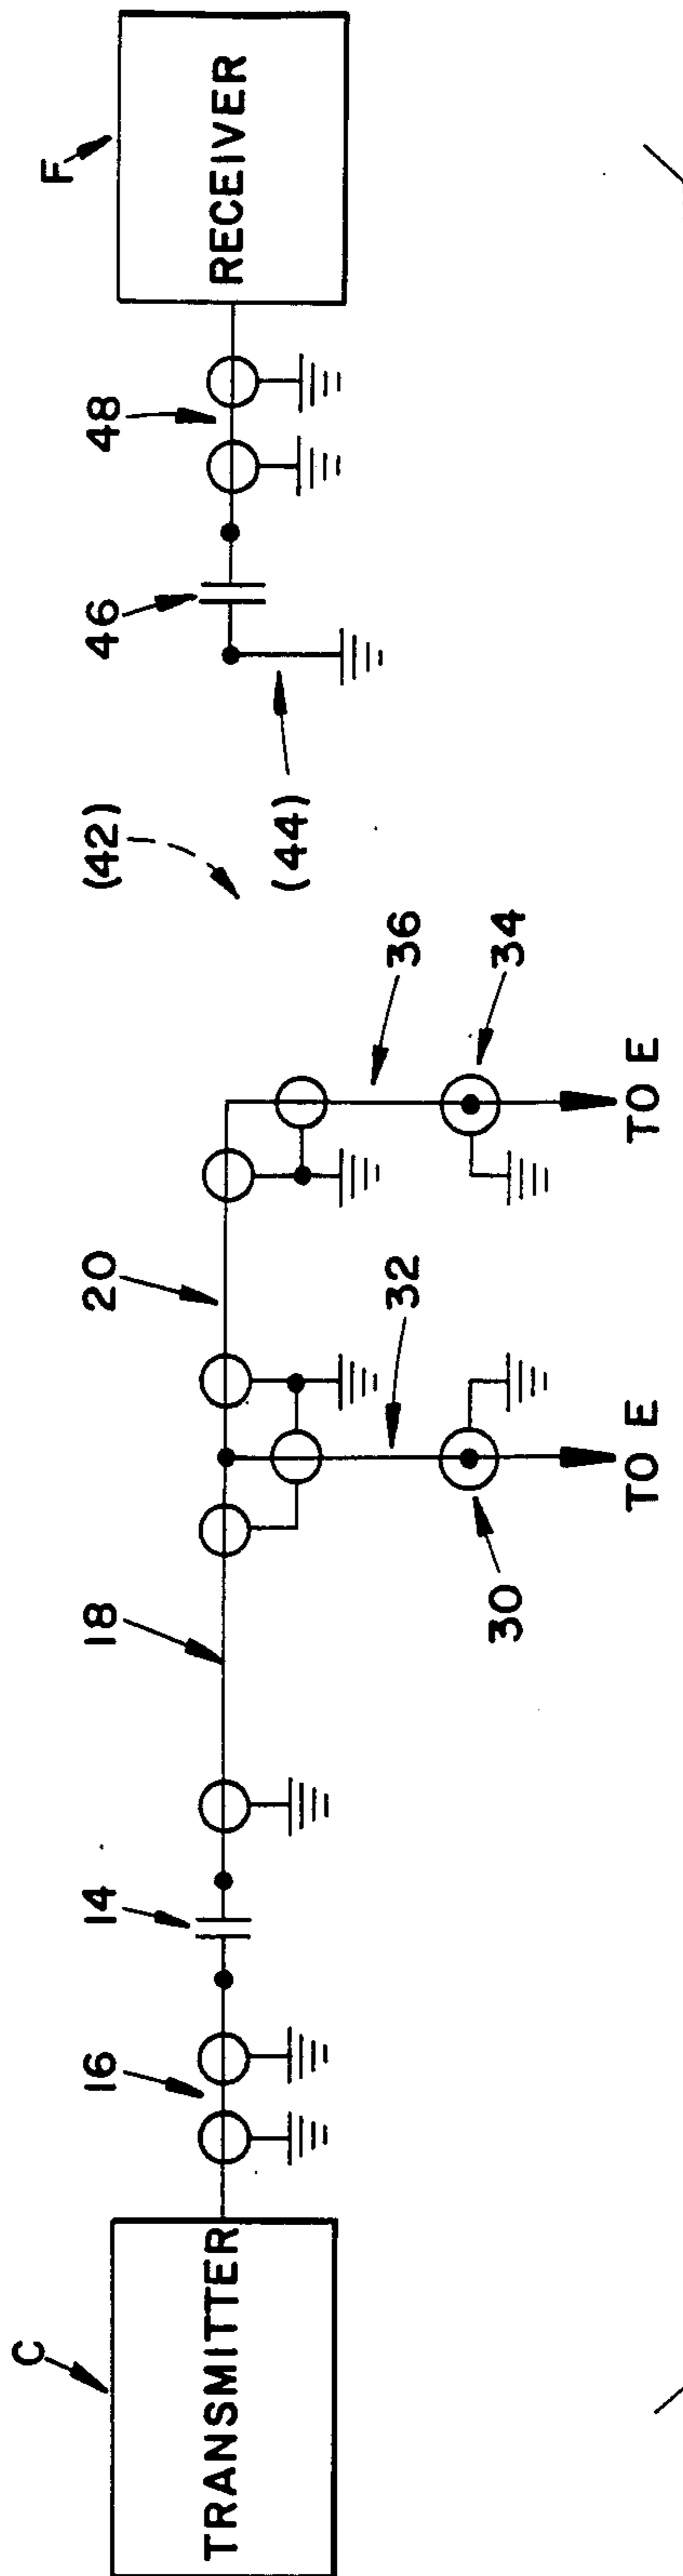 C
TRANSMITTER
16
14
18
20
30
32
TO E
36
34
TO E
(42)
(44)
46
48
F
RECEIVER